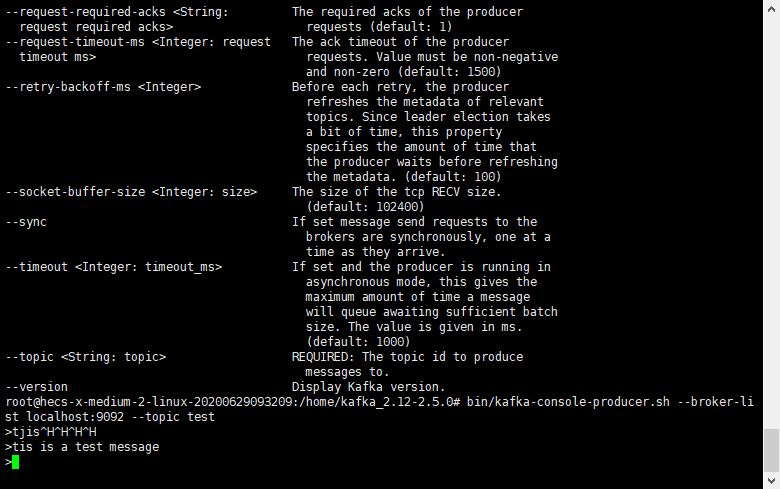 --request-required-acks <String:         The required acks of the producer
  request required acks>                   requests (default: 1)
--request-timeout-ms <Integer: request   The ack timeout of the producer
  timeout ms>                              requests. Value must be non-negative
                                           and non-zero (default: 1500)
--retry-backoff-ms <Integer>             Before each retry, the producer
                                           refreshes the metadata of relevant
                                           topics. Since leader election takes
                                           a bit of time, this property
                                           specifies the amount of time that
                                           the producer waits before refreshing
                                           the metadata. (default: 100)
--socket-buffer-size <Integer: size>     The size of the tcp RECV size.
                                           (default: 102400)
--sync                                   If set message send requests to the
                                           brokers are synchronously, one at a
                                           time as they arrive.
--timeout <Integer: timeout_ms>          If set and the producer is running in
                                           asynchronous mode, this gives the
                                           maximum amount of time a message
                                           will queue awaiting sufficient batch
                                           size. The value is given in ms.
                                           (default: 1000)
--topic <String: topic>                  REQUIRED: The topic id to produce
                                           messages to.
--version                                Display Kafka version.
root@hecs-x-medium-2-linux-20200629093209:/home/kafka_2.12-2.5.0# bin/kafka-console-producer.sh --broker-li
st localhost:9092 --topic test
>tjis^H^H^H^H
>tis is a test message
>